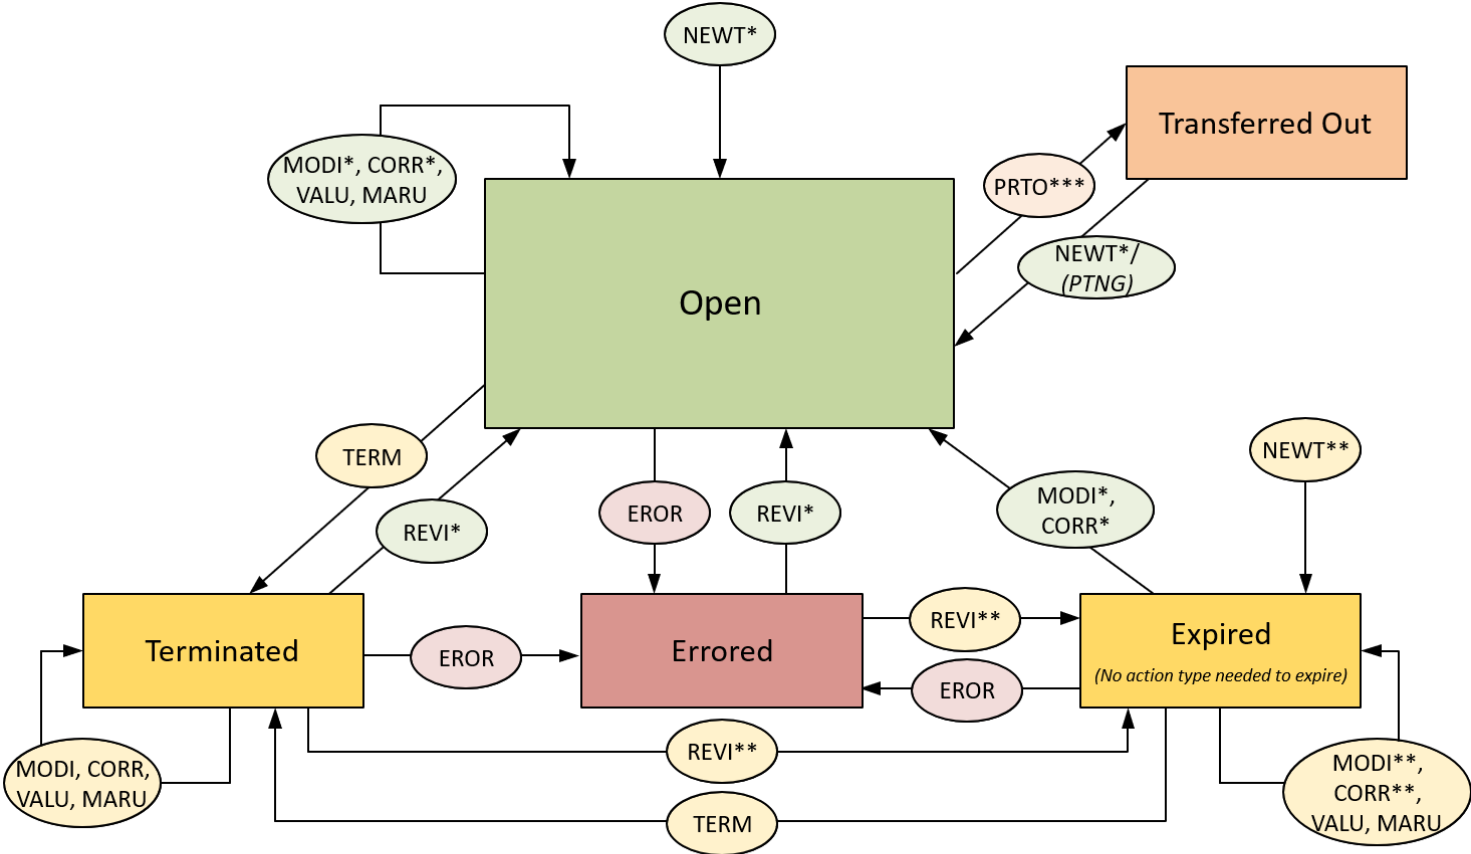 NEWT*
Transferred Out
MODI*, CORR*,
VALU, MARU
PRTO***
NEWT*/
(PTNG)
Open
TERM
NEWT**
REVI*
EROR
REVI*
MODI*,
CORR*
Terminated
EROR
Errored
REVI**
EROR
Expired
(No action type needed to expire)
MODI, CORR,
VALU, MARU
REVI**
TERM
MODI**,
CORR**,
VALU, MARU